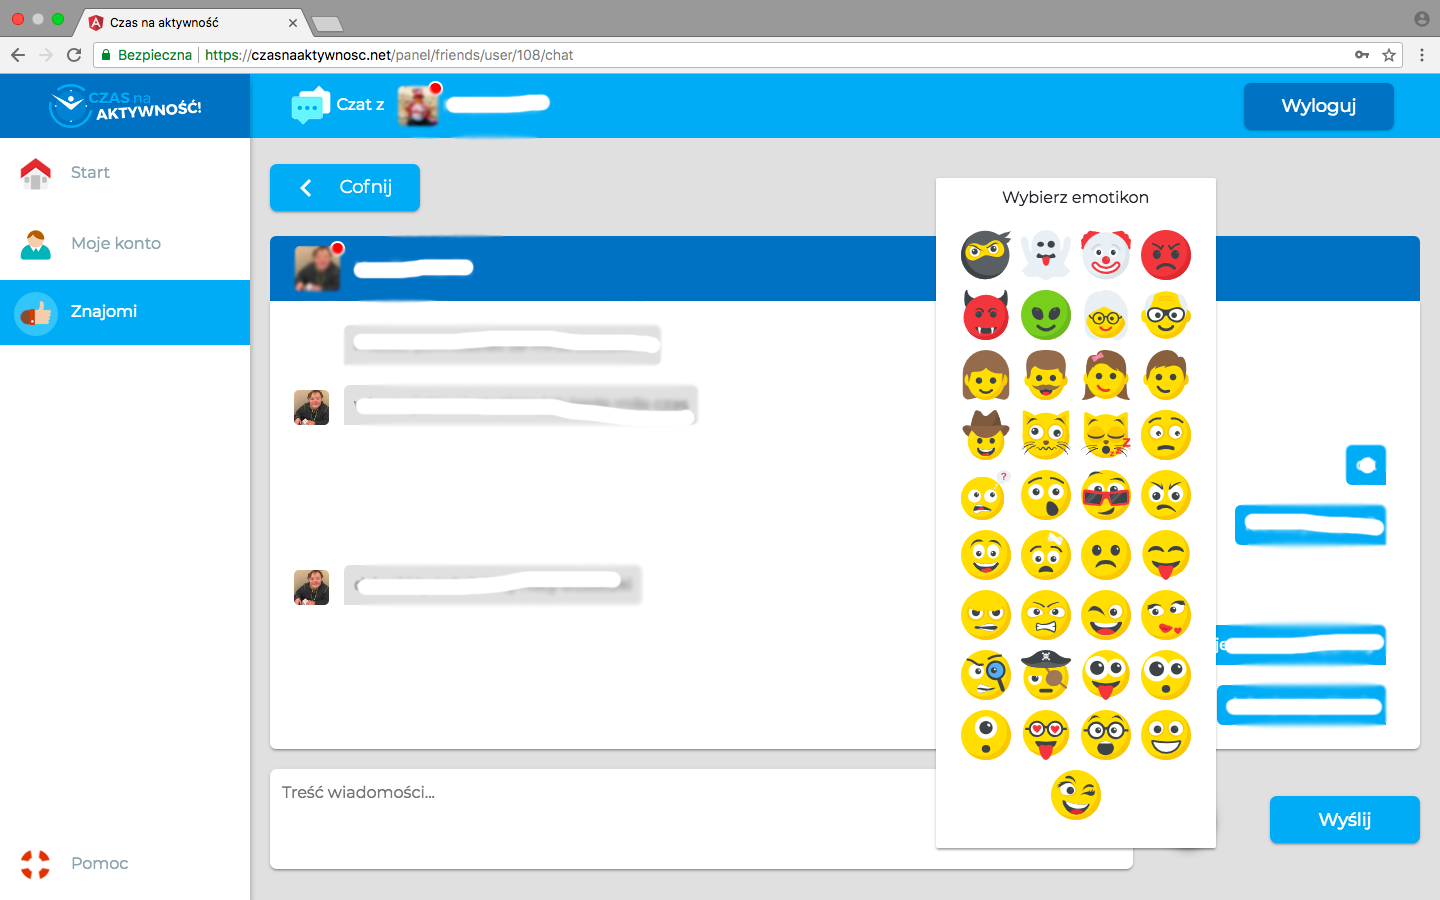 Czas na aktywność
Bezpieczna
https://czasnaaktywnosc.net/panel/friends/user/108/chat
CZAS na
AKTYWNOŚĆ!
Czat z
Wyloguj
Start
Moje konto
Znajomi
Pomoc
Cofnij
Wybierz emotikon
Treść wiadomości...
Wyślij